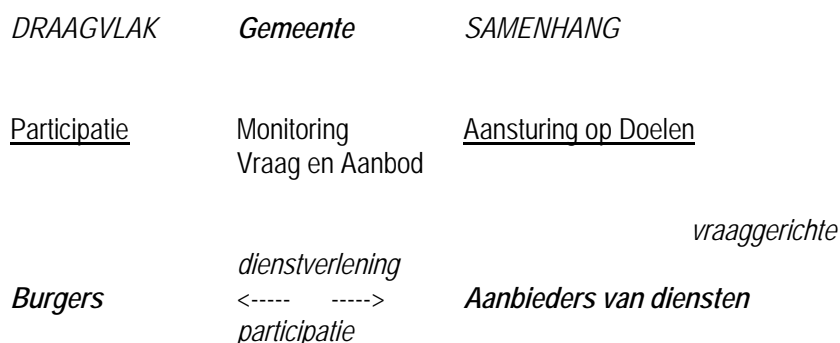 DRAAGVLAK Gemeente SAMENHANG
Participatie Monitoring Aansturing op Doelen
Vraag en Aanbod
vraaggerichte
dienstverlening
Burgers <----- -----> Aanbieders van diensten
participatie